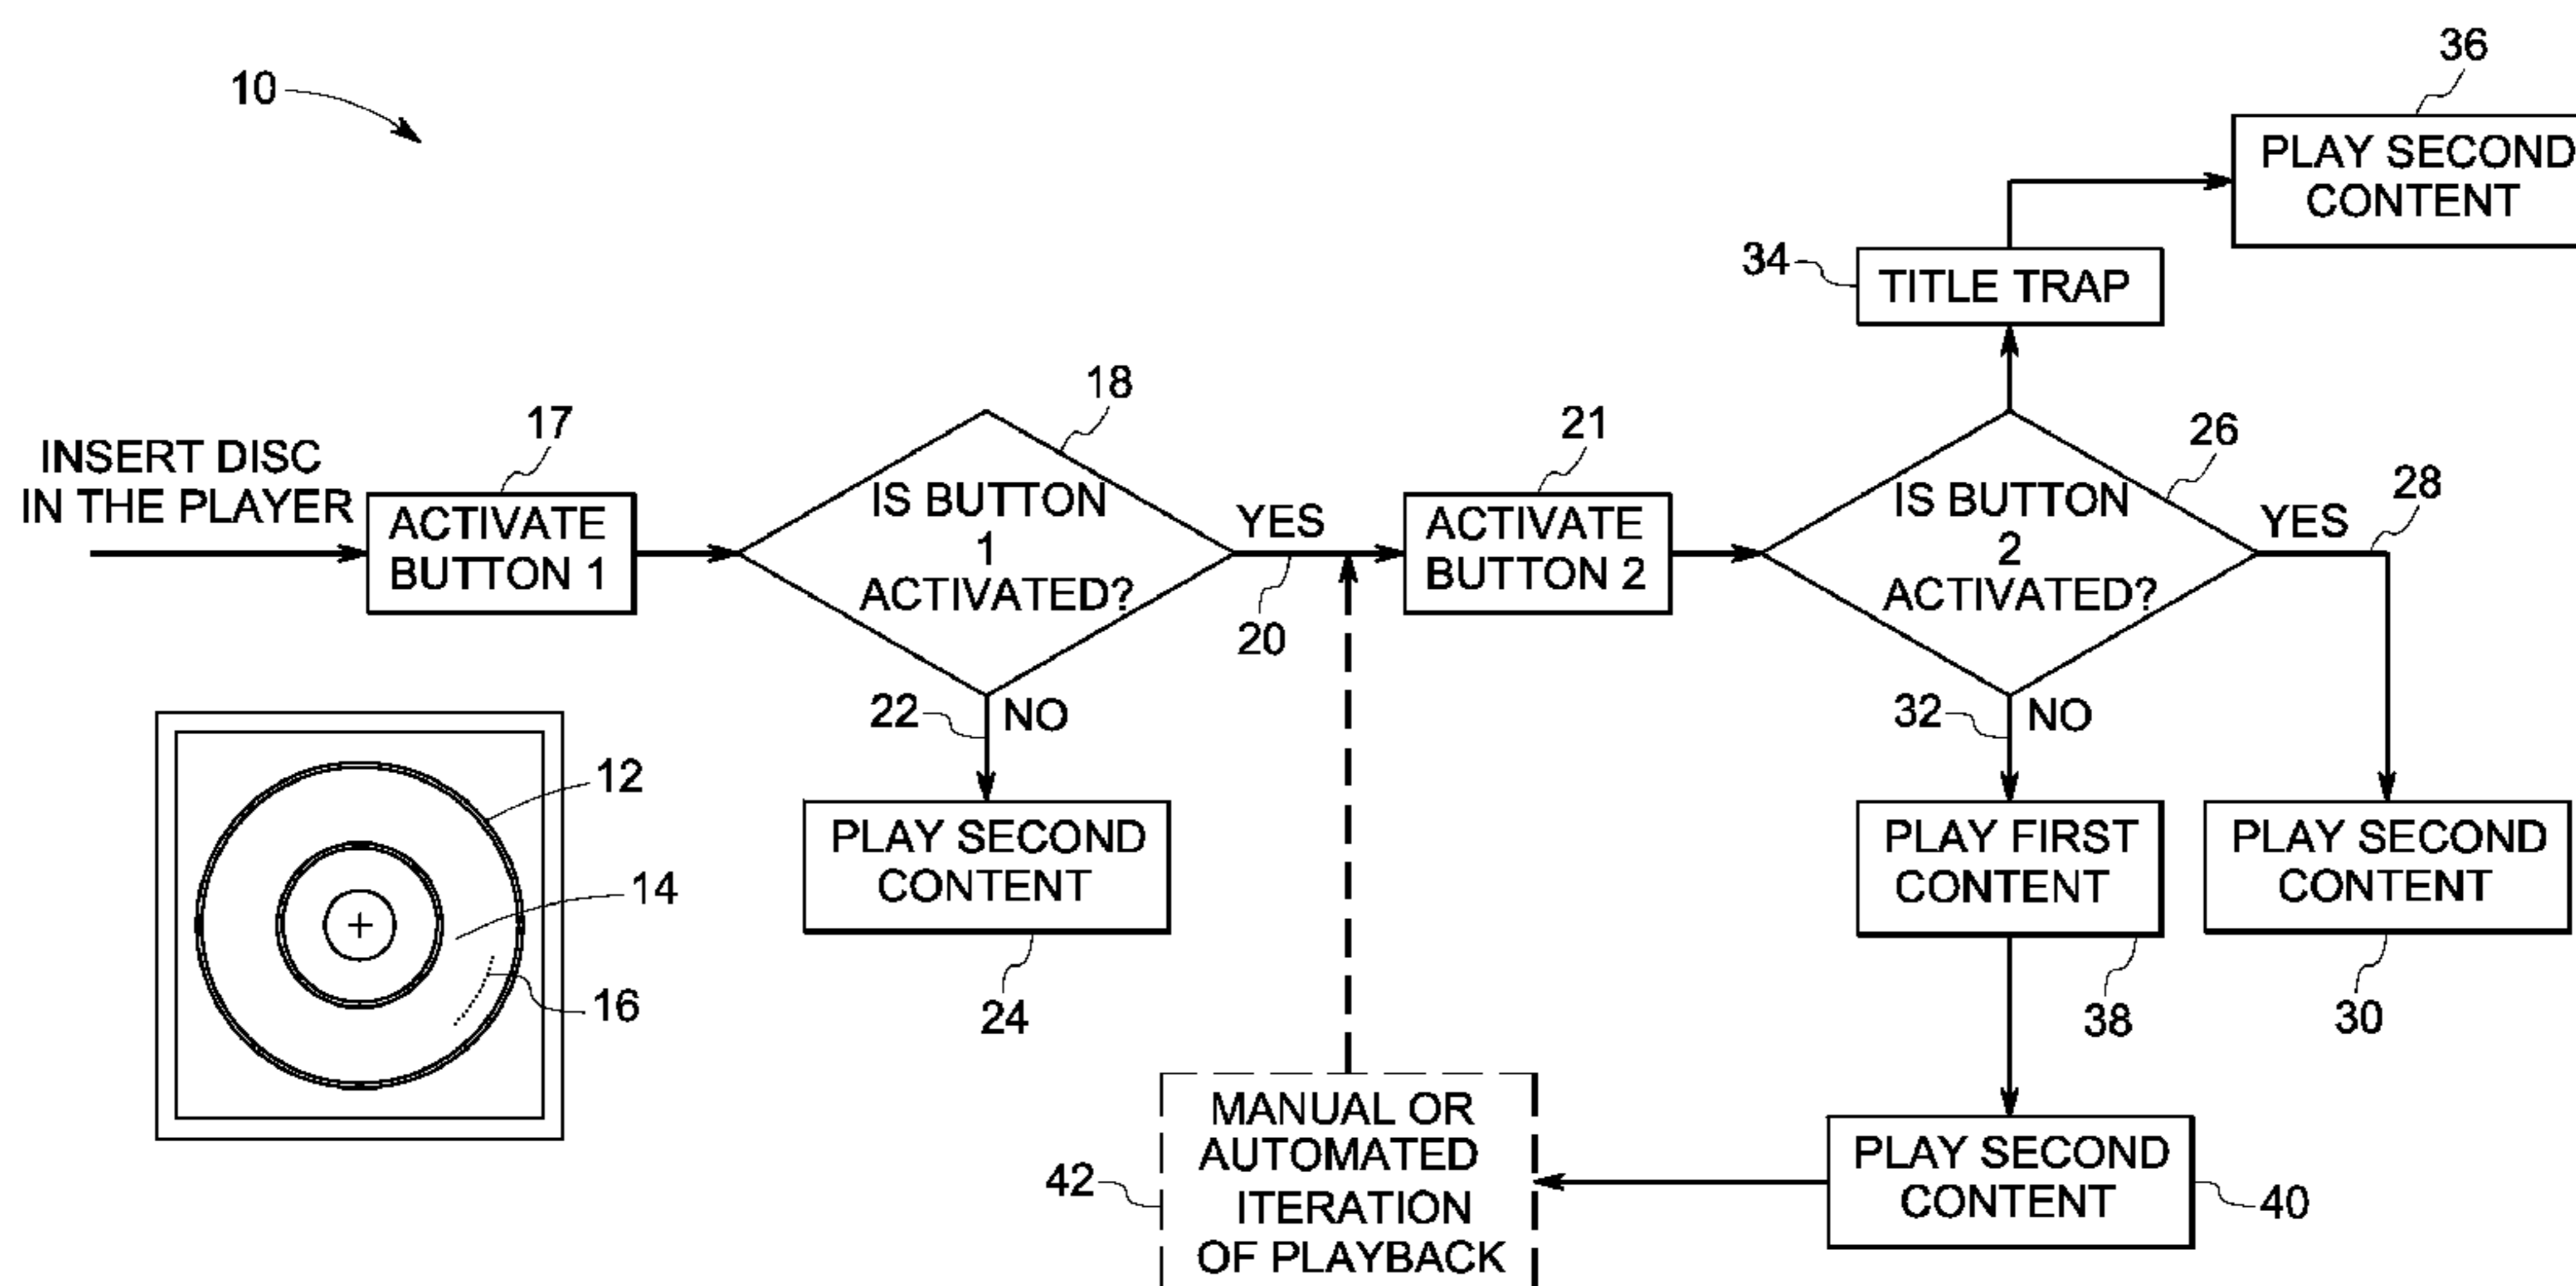 10
36
PLAY SECOND
CONTENT
34
TITLE TRAP
INSERT DISC
IN THE PLAYER
17
ACTIVATE
BUTTON 1
18
IS BUTTON
1
ACTIVATED?
YES
20
22
NO
PLAY SECOND
CONTENT
24
21
ACTIVATE
BUTTON 2
26
IS BUTTON
2
ACTIVATED?
YES
28
32
NO
PLAY FIRST
CONTENT
38
PLAY SECOND
CONTENT
30
12
14
16
MANUAL OR
AUTOMATED
ITERATION
OF PLAYBACK
42
PLAY SECOND
CONTENT
40